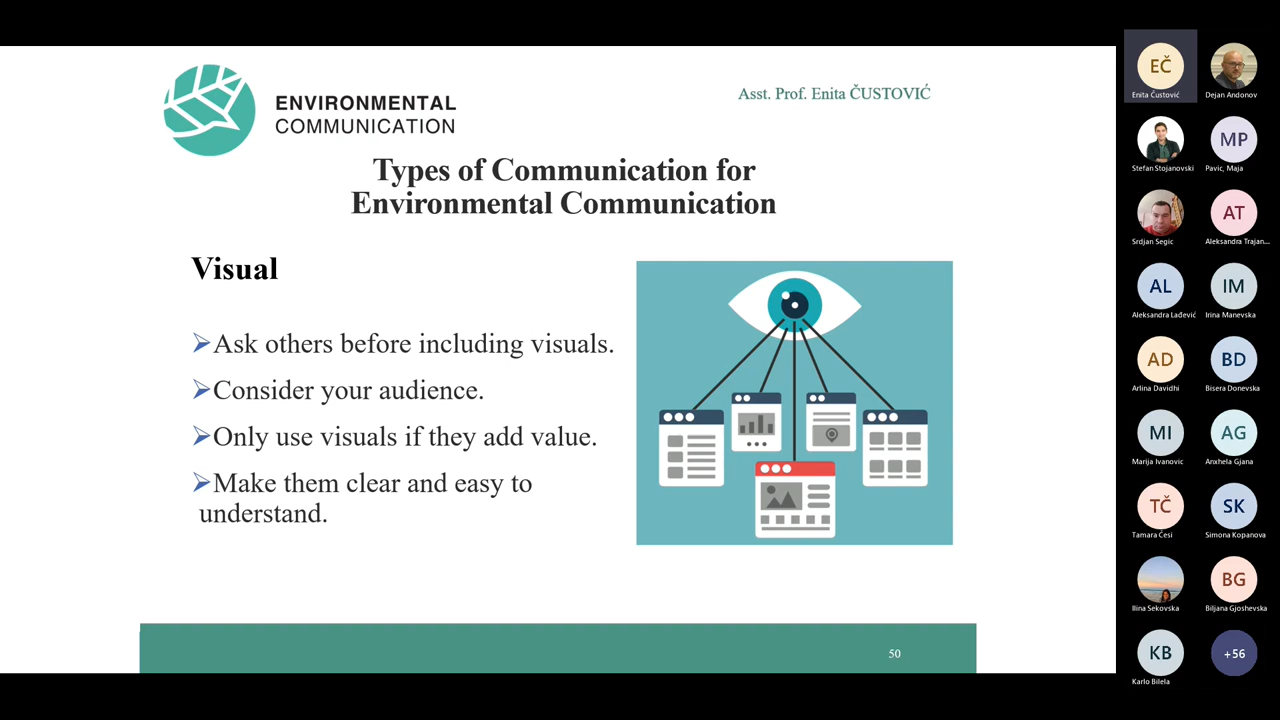 ENVIRONMENTAL
COMMUNICATION
Asst. Prof. Enita ČUSTOVIĆ
Types of Communication for
Environmental Communication
Visual
➢Ask others before including visuals.
➢Consider your audience.
➢Only use visuals if they add value.
➢Make them clear and easy to
understand.
50
EČ
Enita Čustović
Dejan Andonov
Stefan Stojanovski
MP
Pavic, Maja
Srdjan Segic
AT
Aleksandra Trajan...
AL
Aleksandra Lađević
IM
Irina Manevska
AD
Arlina Davidhi
BD
Bisera Donevska
MI
Marija Ivanovic
AG
Anxhela Gjana
TČ
Tamara Ćesi
SK
Simona Kopanova
Ilina Sekovska
BG
Biljana Gjoshevska
KB
Karlo Bilela
+56